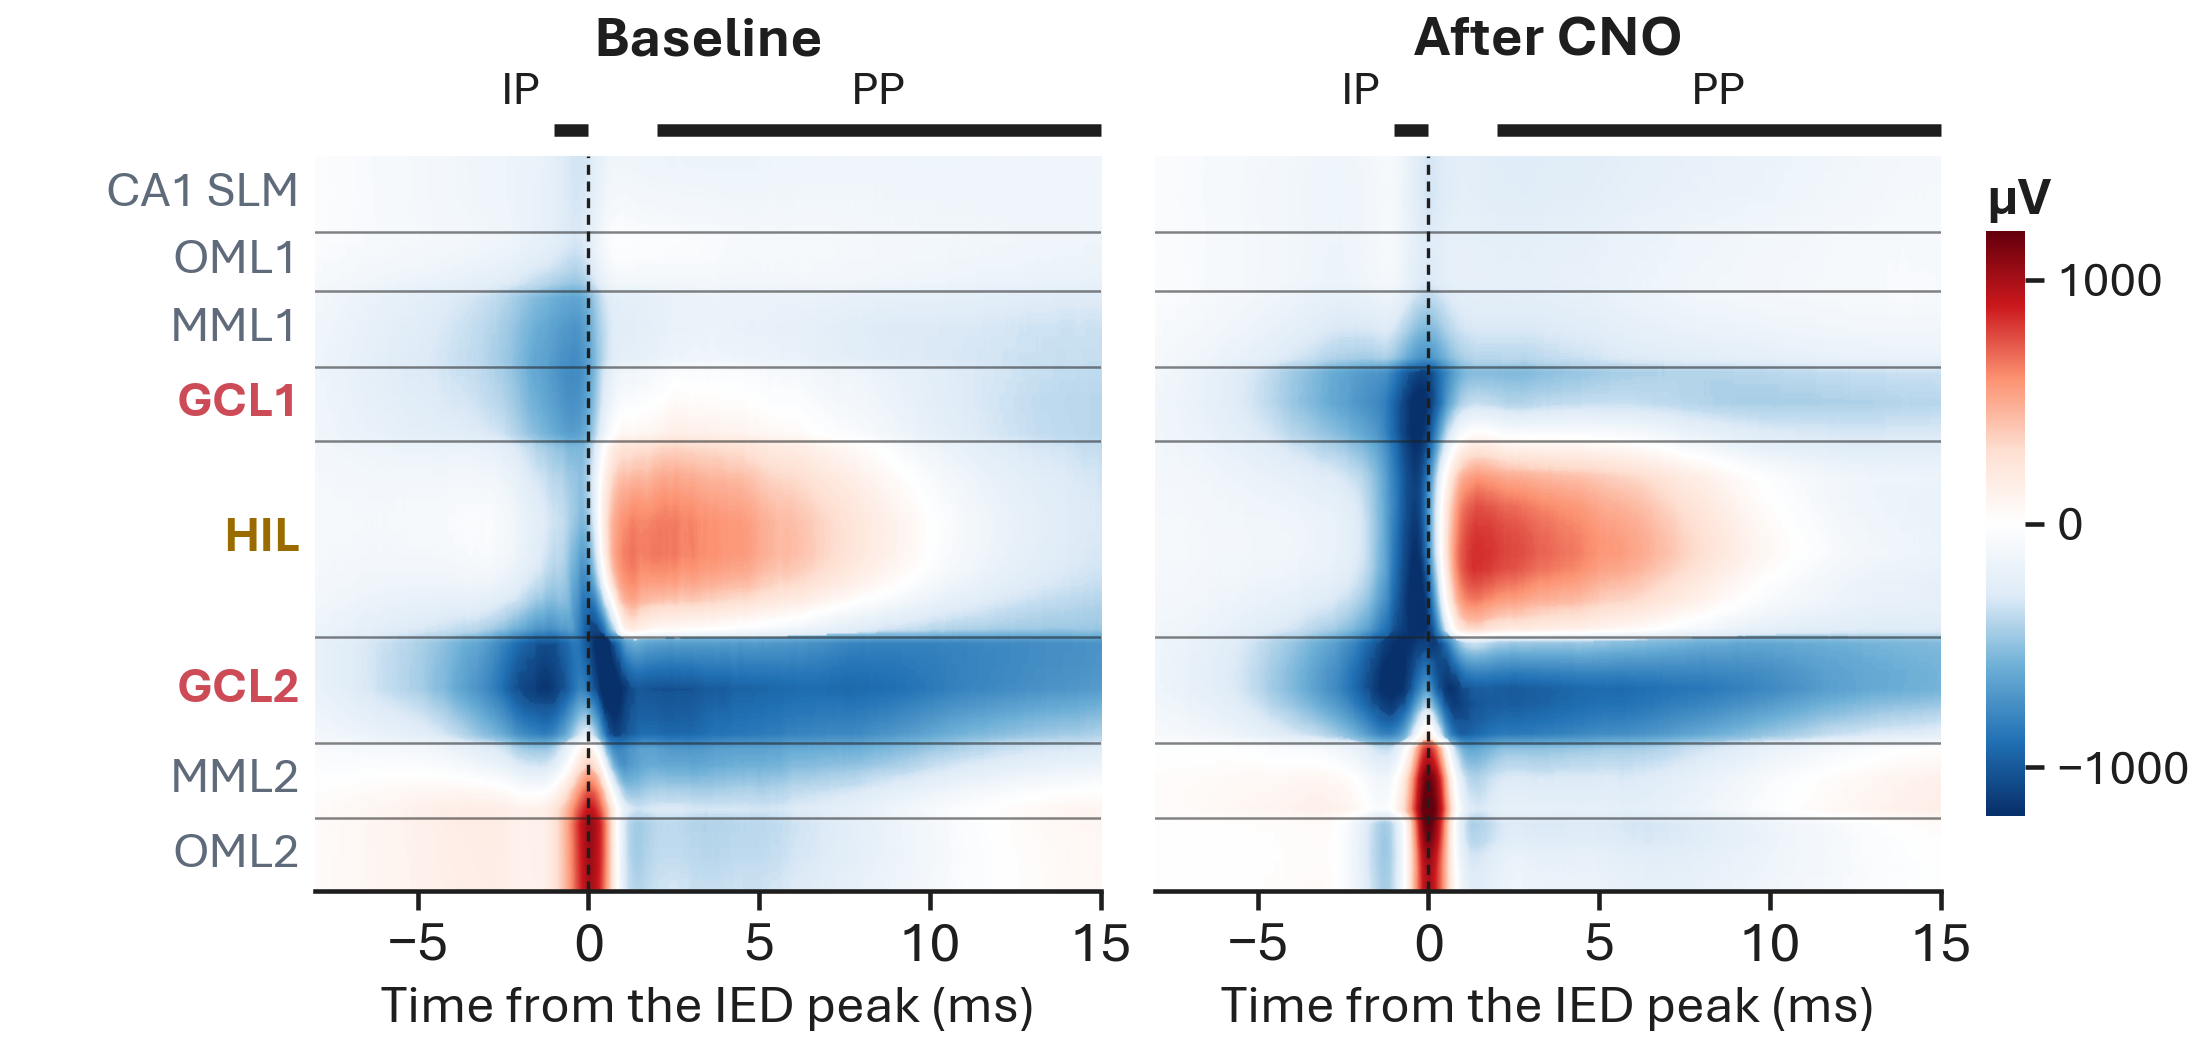 Baseline
After CNO
IP
PP
IP
PP
CA1 SLM
OML1
MML1
GCL1
HIL
GCL2
MML2
OML2
μV
1000
0
−1000
−5
0
5
10
15
−5
0
5
10
15
Time from the IED peak (ms)
Time from the IED peak (ms)